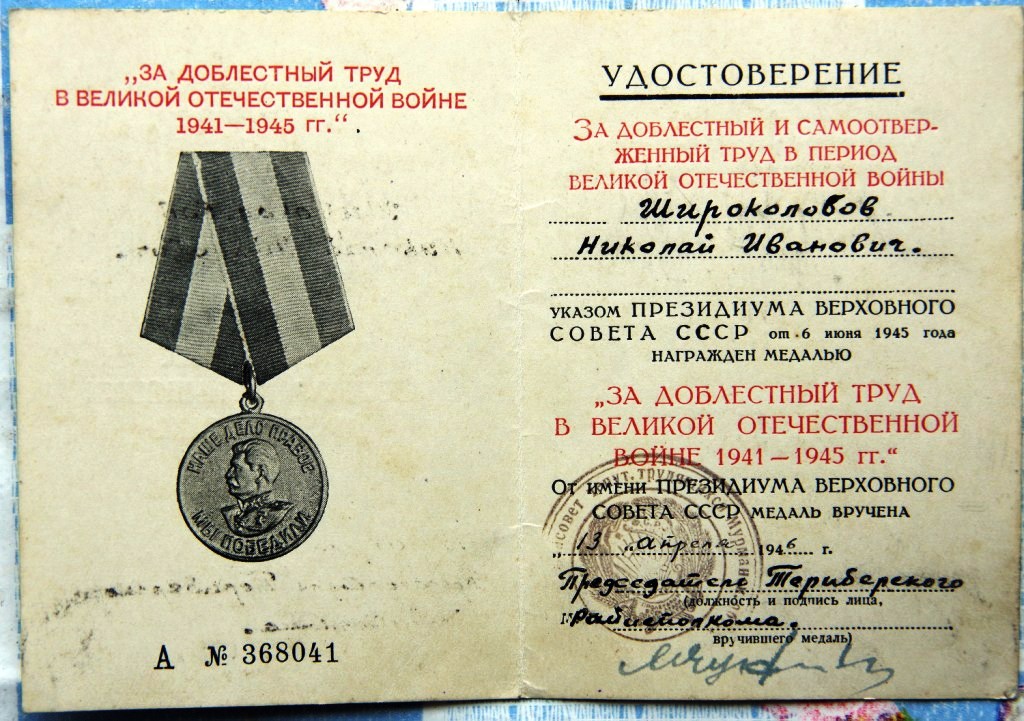 „ЗА ДОБЛЕСТНЫЙ ТРУД
В ВЕЛИКОЙ ОТЕЧЕСТВЕННОЙ ВОЙНЕ
1941—1945 гг.“.
НАШЕ ДЕЛО ПРАВОЕ
МЫ ПОБЕДИЛИ
А № 368041
УДОСТОВЕРЕНИЕ
ЗА ДОБЛЕСТНЫЙ И САМООТВЕР-
ЖЕННЫЙ ТРУД В ПЕРИОД
ВЕЛИКОЙ ОТЕЧЕСТВЕННОЙ ВОЙНЫ
Широколобов
Николай Иванович.
УКАЗОМ ПРЕЗИДИУМА ВЕРХОВНОГО
СОВЕТА СССР от 6 июня 1945 года
НАГРАЖДЕН МЕДАЛЬЮ
„ЗА ДОБЛЕСТНЫЙ ТРУД
В ВЕЛИКОЙ ОТЕЧЕСТВЕННОЙ
ВОЙНЕ 1941—1945 гг.“
От имени ПРЕЗИДИУМА ВЕРХОВНОГО
СОВЕТА СССР МЕДАЛЬ ВРУЧЕНА
„13 „ апреля 1946 г.
Председатель Териберского
(должность и подпись лица,
Райисполкома.
вручившего медаль)